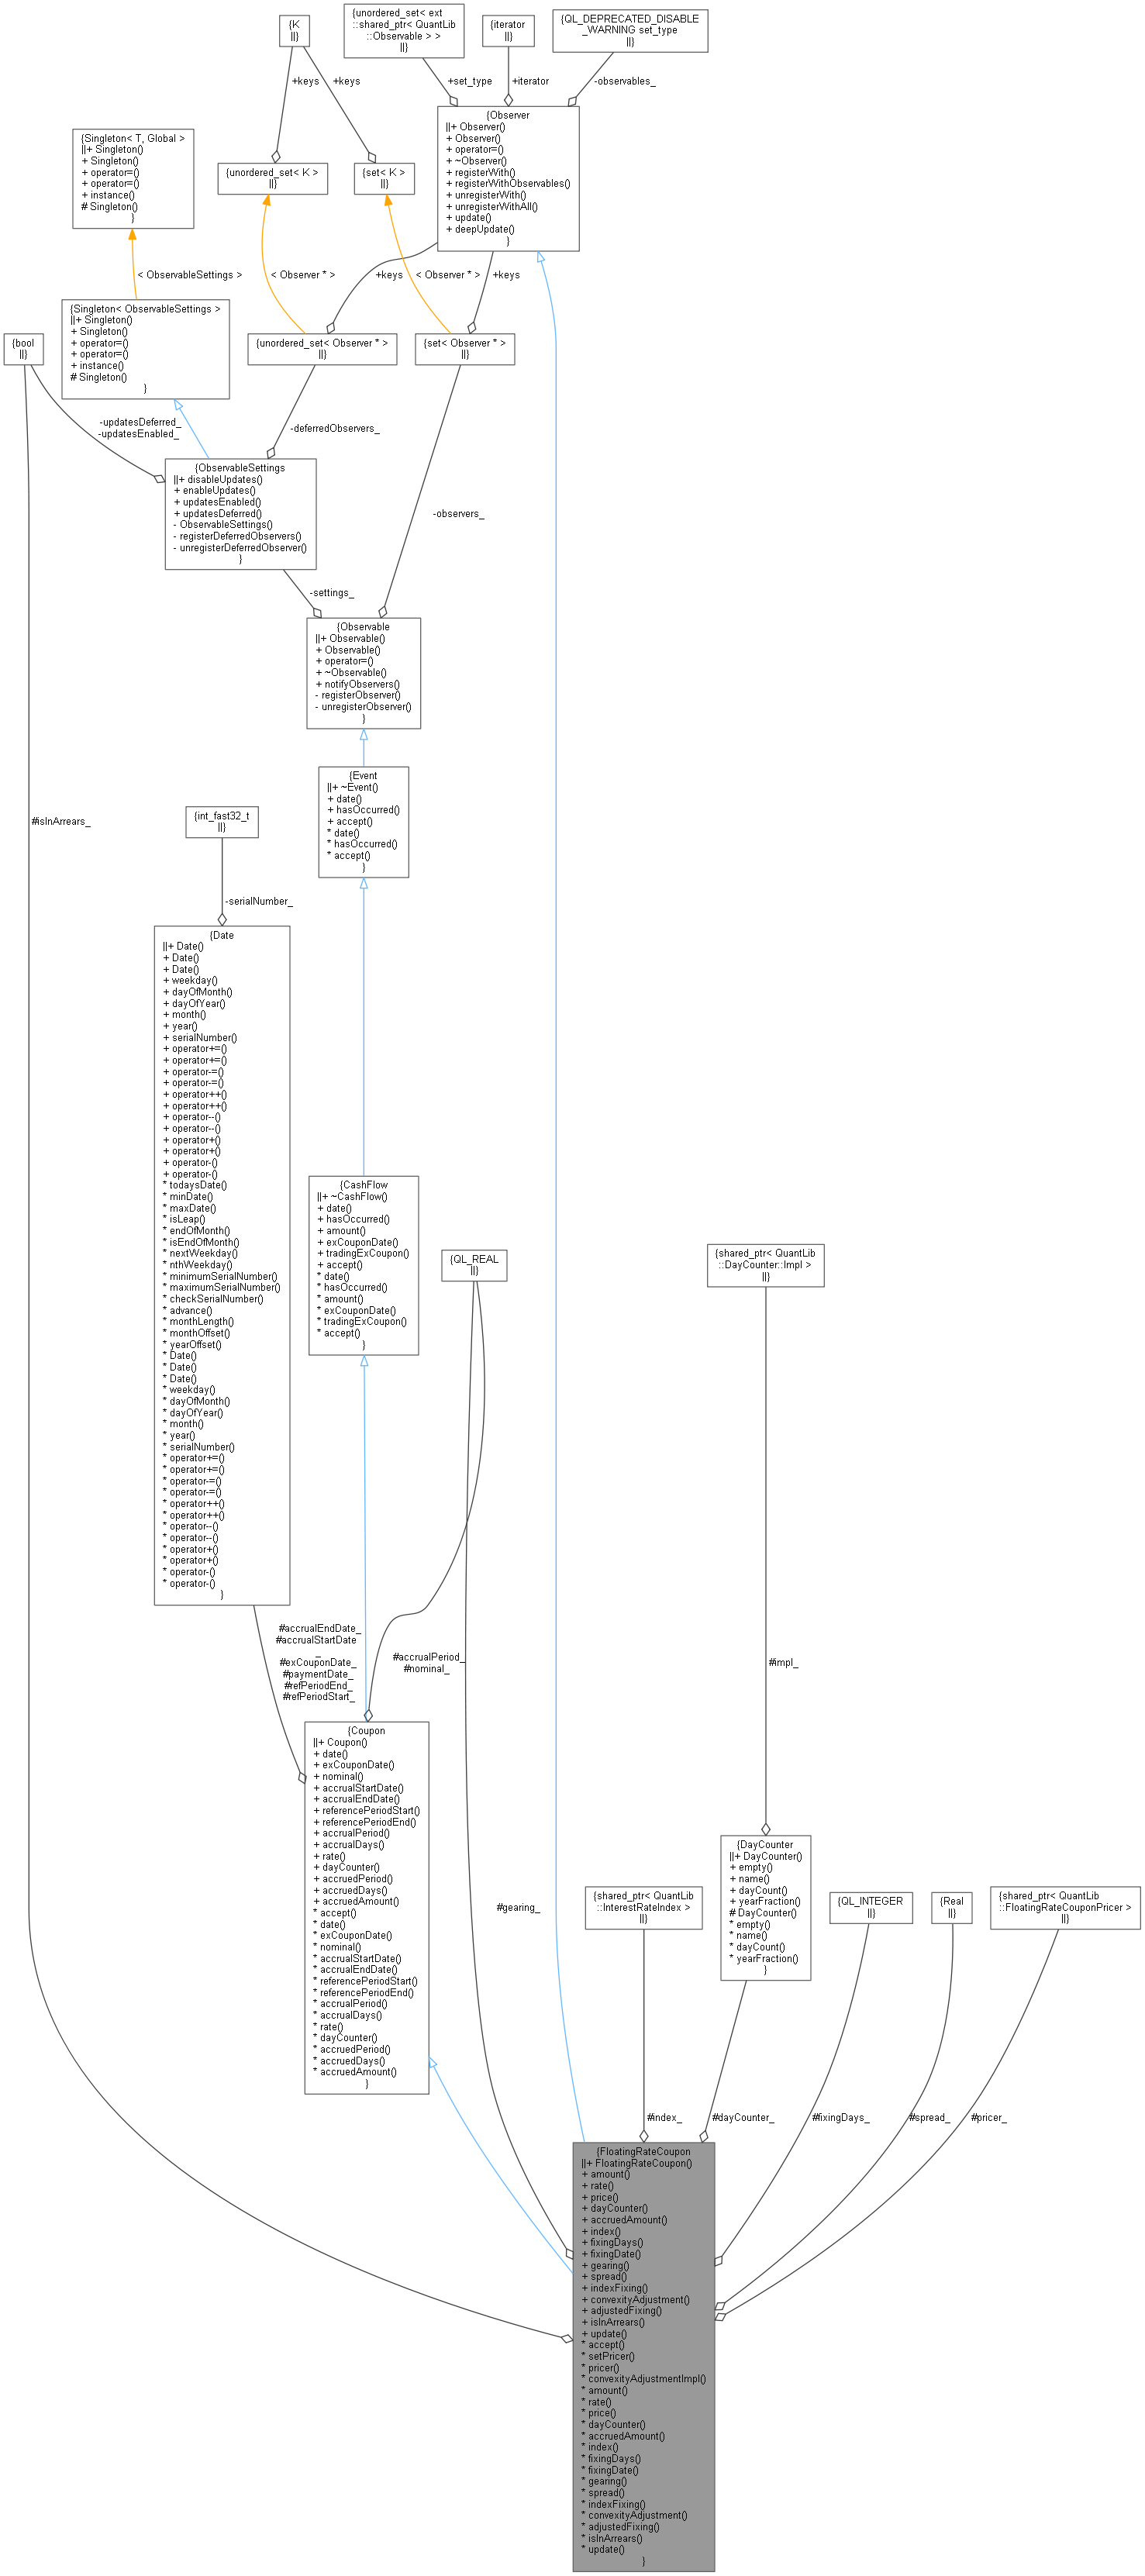 {unordered_set< ext
::shared_ptr< QuantLib
::Observable > >
||}
{K
||}
{iterator
||}
{QL_DEPRECATED_DISABLE
_WARNING set_type
||}
+keys
+keys
+set_type
+iterator
-observables_
{Singleton< T, Global >
||+ Singleton()
+ Singleton()
+ operator=()
+ operator=()
+ instance()
# Singleton()
}
{unordered_set< K >
||}
{set< K >
||}
{Observer
||+ Observer()
+ Observer()
+ operator=()
+ ~Observer()
+ registerWith()
+ registerWithObservables()
+ unregisterWith()
+ unregisterWithAll()
+ update()
+ deepUpdate()
}
< ObservableSettings >
< Observer * >
+keys
< Observer * >
+keys
{bool
||}
{Singleton< ObservableSettings >
||+ Singleton()
+ Singleton()
+ operator=()
+ operator=()
+ instance()
# Singleton()
}
{unordered_set< Observer * >
||}
{set< Observer * >
||}
-updatesDeferred_
-updatesEnabled_
-deferredObservers_
{ObservableSettings
||+ disableUpdates()
+ enableUpdates()
+ updatesEnabled()
+ updatesDeferred()
- ObservableSettings()
- registerDeferredObservers()
- unregisterDeferredObserver()
}
-observers_
-settings_
{Observable
||+ Observable()
+ Observable()
+ operator=()
+ ~Observable()
+ notifyObservers()
- registerObserver()
- unregisterObserver()
}
{Event
||+ ~Event()
+ date()
+ hasOccurred()
+ accept()
* date()
* hasOccurred()
* accept()
}
#isInArrears_
{int_fast32_t
||}
-serialNumber_
{Date
||+ Date()
+ Date()
+ Date()
+ weekday()
+ dayOfMonth()
+ dayOfYear()
+ month()
+ year()
+ serialNumber()
+ operator+=()
+ operator+=()
+ operator-=()
+ operator-=()
+ operator++()
+ operator++()
+ operator--()
+ operator--()
+ operator+()
+ operator+()
+ operator-()
+ operator-()
* todaysDate()
* minDate()
* maxDate()
* isLeap()
* endOfMonth()
* isEndOfMonth()
* nextWeekday()
* nthWeekday()
* minimumSerialNumber()
* maximumSerialNumber()
* checkSerialNumber()
* advance()
* monthLength()
* monthOffset()
* yearOffset()
* Date()
* Date()
* Date()
* weekday()
* dayOfMonth()
* dayOfYear()
* month()
* year()
* serialNumber()
* operator+=()
* operator+=()
* operator-=()
* operator-=()
* operator++()
* operator++()
* operator--()
* operator--()
* operator+()
* operator+()
* operator-()
* operator-()
}
{CashFlow
||+ ~CashFlow()
+ date()
+ hasOccurred()
+ amount()
+ exCouponDate()
+ tradingExCoupon()
+ accept()
* date()
* hasOccurred()
* amount()
* exCouponDate()
* tradingExCoupon()
* accept()
}
{QL_REAL
||}
{shared_ptr< QuantLib
::DayCounter::Impl >
||}
#accrualEndDate_
#accrualStartDate
_
#exCouponDate_
#paymentDate_
#refPeriodEnd_
#refPeriodStart_
#accrualPeriod_
#nominal_
#impl_
{Coupon
||+ Coupon()
+ date()
+ exCouponDate()
+ nominal()
+ accrualStartDate()
+ accrualEndDate()
+ referencePeriodStart()
+ referencePeriodEnd()
+ accrualPeriod()
+ accrualDays()
+ rate()
+ dayCounter()
+ accruedPeriod()
+ accruedDays()
+ accruedAmount()
* accept()
* date()
* exCouponDate()
* nominal()
* accrualStartDate()
* accrualEndDate()
* referencePeriodStart()
* referencePeriodEnd()
* accrualPeriod()
* accrualDays()
* rate()
* dayCounter()
* accruedPeriod()
* accruedDays()
* accruedAmount()
}
#gearing_
{shared_ptr< QuantLib
::InterestRateIndex >
||}
{DayCounter
||+ DayCounter()
+ empty()
+ name()
+ dayCount()
+ yearFraction()
# DayCounter()
* empty()
* name()
* dayCount()
* yearFraction()
}
{QL_INTEGER
||}
{Real
||}
{shared_ptr< QuantLib
::FloatingRateCouponPricer >
||}
#index_
#dayCounter_
#fixingDays_
#spread_
#pricer_
{FloatingRateCoupon
||+ FloatingRateCoupon()
+ amount()
+ rate()
+ price()
+ dayCounter()
+ accruedAmount()
+ index()
+ fixingDays()
+ fixingDate()
+ gearing()
+ spread()
+ indexFixing()
+ convexityAdjustment()
+ adjustedFixing()
+ isInArrears()
+ update()
* accept()
* setPricer()
* pricer()
* convexityAdjustmentImpl()
* amount()
* rate()
* price()
* dayCounter()
* accruedAmount()
* index()
* fixingDays()
* fixingDate()
* gearing()
* spread()
* indexFixing()
* convexityAdjustment()
* adjustedFixing()
* isInArrears()
* update()
}